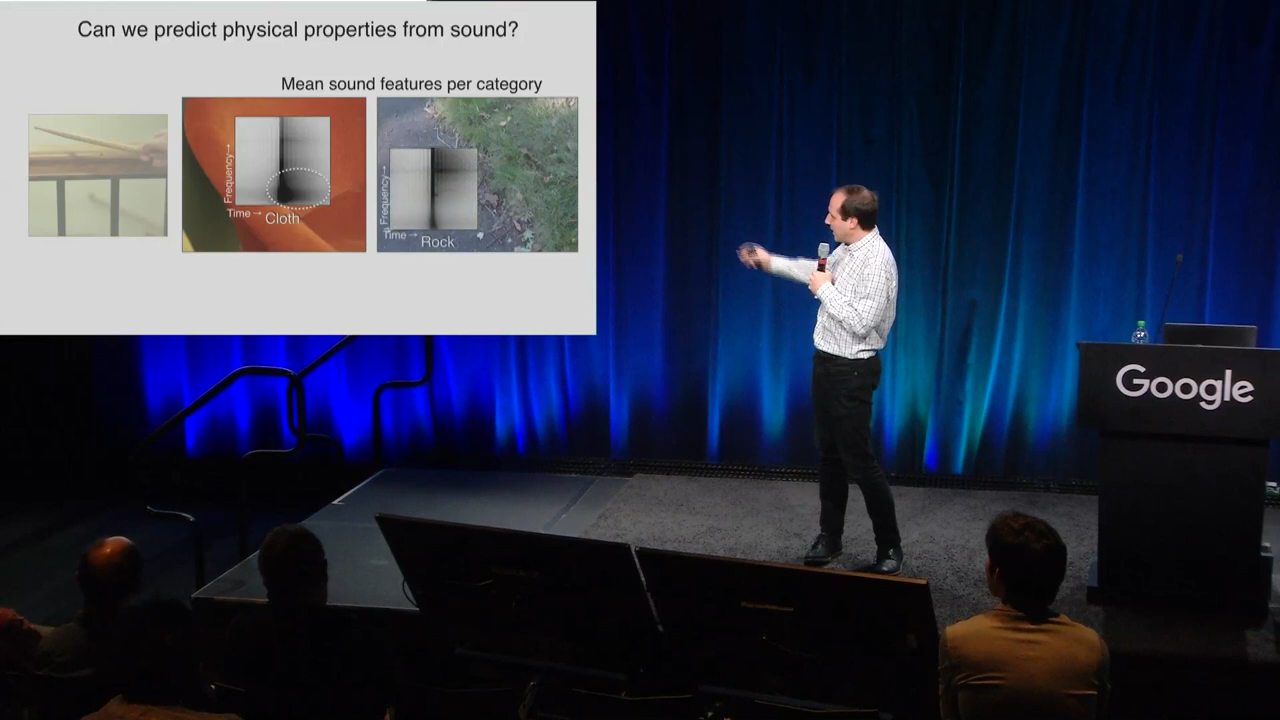 Can we predict physical properties from sound?
Mean sound features per category
Frequency→
Time →
Cloth
Frequency→
Time →
Rock
Google